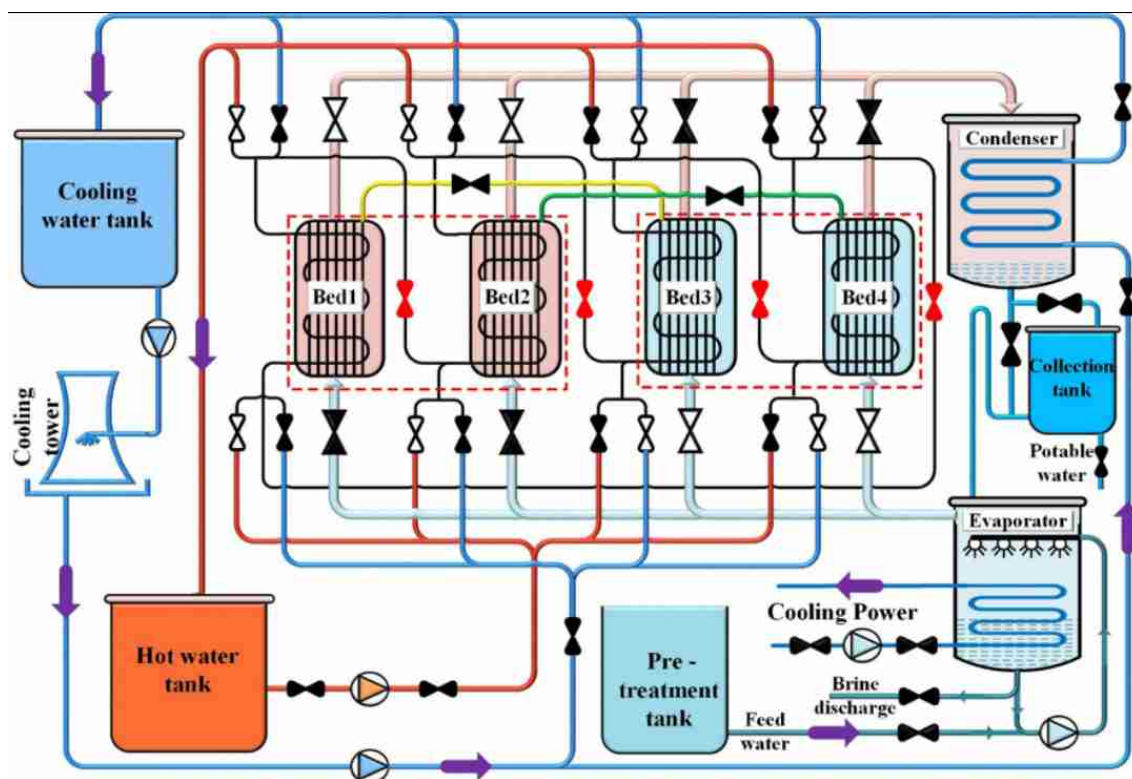 Condenser
Cooling
water tank
Bed1
Bed2
Bed3
Bed4
Collection
tank
Cooling
tower
Potable
water
Evaporator
Cooling Power
Hot water
tank
Pre -
treatment
tank
Brine
discharge
Feed
water